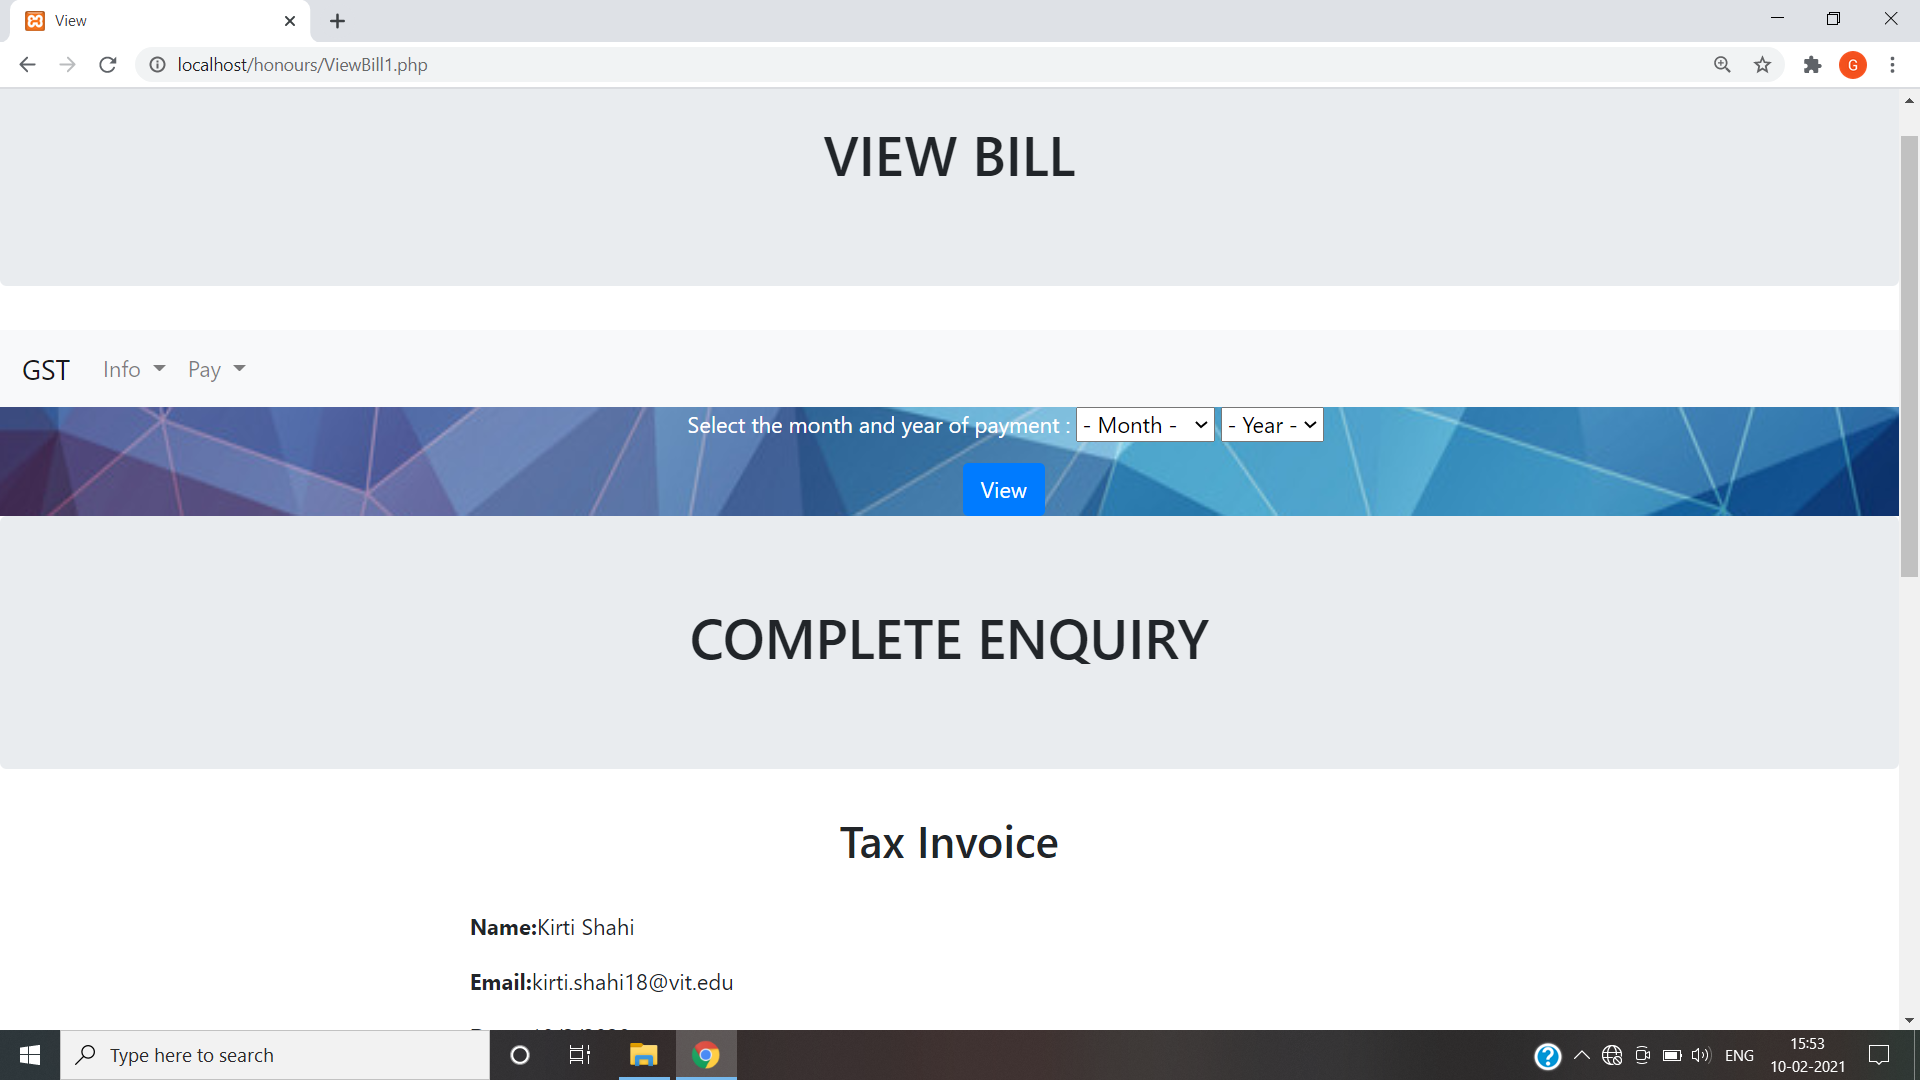 View
localhost/honours/ViewBill1.php
G
VIEW BILL
GST Info Pay
Select the month and year of payment : - Month - - Year -
View
COMPLETE ENQUIRY
Tax Invoice
Name:Kirti Shahi
Email:kirti.shahi18@vit.edu
Type here to search
ENG
15:53
10-02-2021